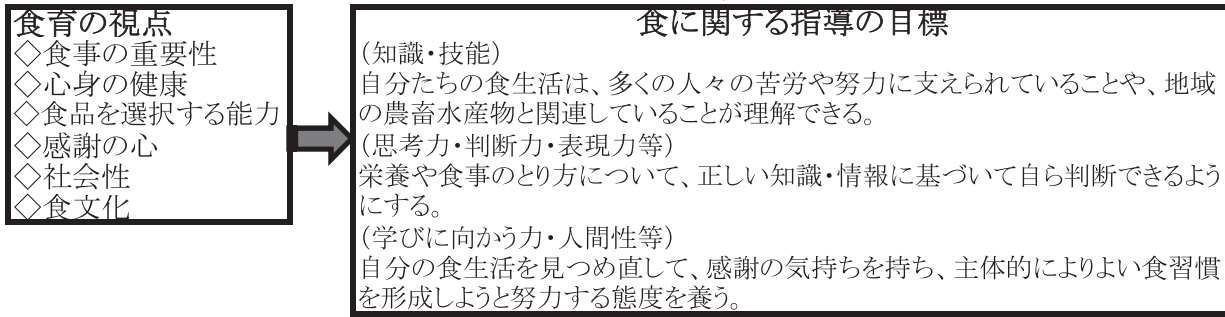 食育の視点
◇食事の重要性
◇心身の健康
◇食品を選択する能力
◇感謝の心
◇社会性
◇食文化
食に関する指導の目標
(知識・技能)
自分たちの食生活は、多くの人々の苦労や努力に支えられていることや、地域
の農畜水産物と関連していることが理解できる。
(思考力・判断力・表現力等)
栄養や食事のとり方について、正しい知識・情報に基づいて自ら判断できるよう
にする。
(学びに向かう力・人間性等)
自分の食生活を見つめ直して、感謝の気持ちを持ち、主体的によりよい食習慣
を形成しようと努力する態度を養う。